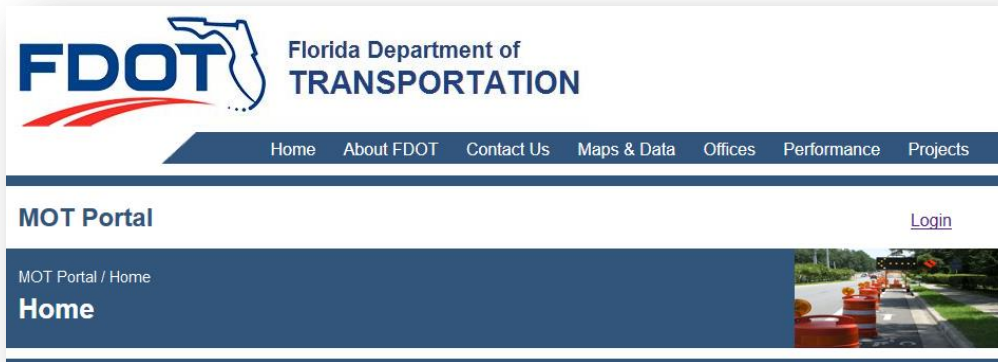 FDOT
Florida Department of
TRANSPORTATION
Home About FDOT Contact Us Maps & Data Offices Performance Projects
MOT Portal
Login
MOT Portal / Home
Home